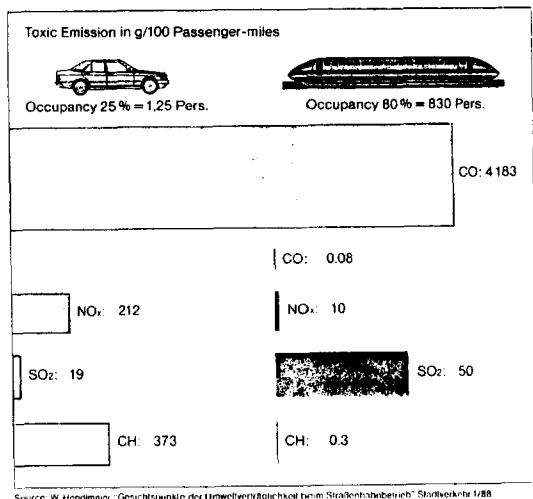 Toxic Emission in g/100 Passenger-miles
Occupancy 25 % = 1,25 Pers.
Occupancy 80 % = 830 Pers.
CO: 4183
CO: 0.08
NOx: 212
NOx: 10
SO2: 19
SO2: 50
CH: 373
CH: 0.3
Source: W. Hendlmeier "Gesichtspunkte der Umweltverträglichkeit beim Straßenbahnbetrieb" Stadtverkehr 1/88